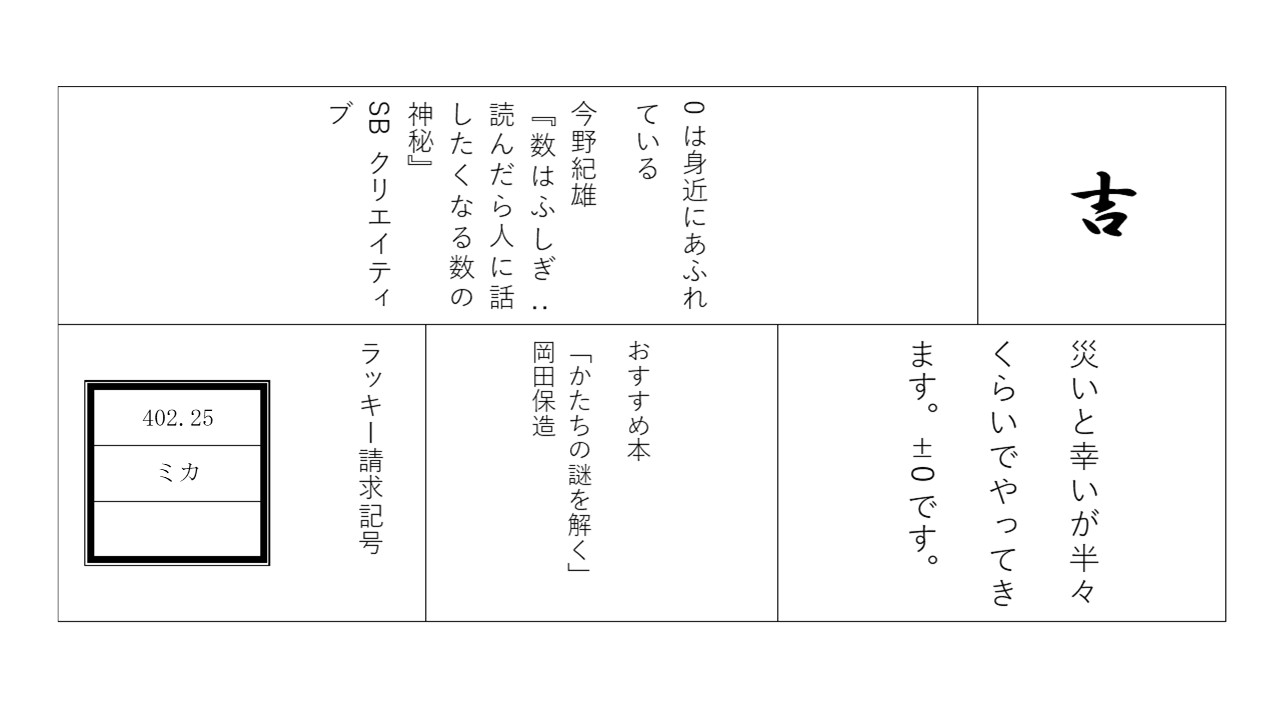 吉
0は身近にあふれ
ている
今野紀雄
『数はふしぎ：
読んだら人に話
したくなる数の
神秘』
SB クリエイティ
ブ
災いと幸いが半々
くらいでやってき
ます。±0です。
おすすめ本
「かたちの謎を解く」
岡田保造
ラッキー請求記号
402.25
ミカ